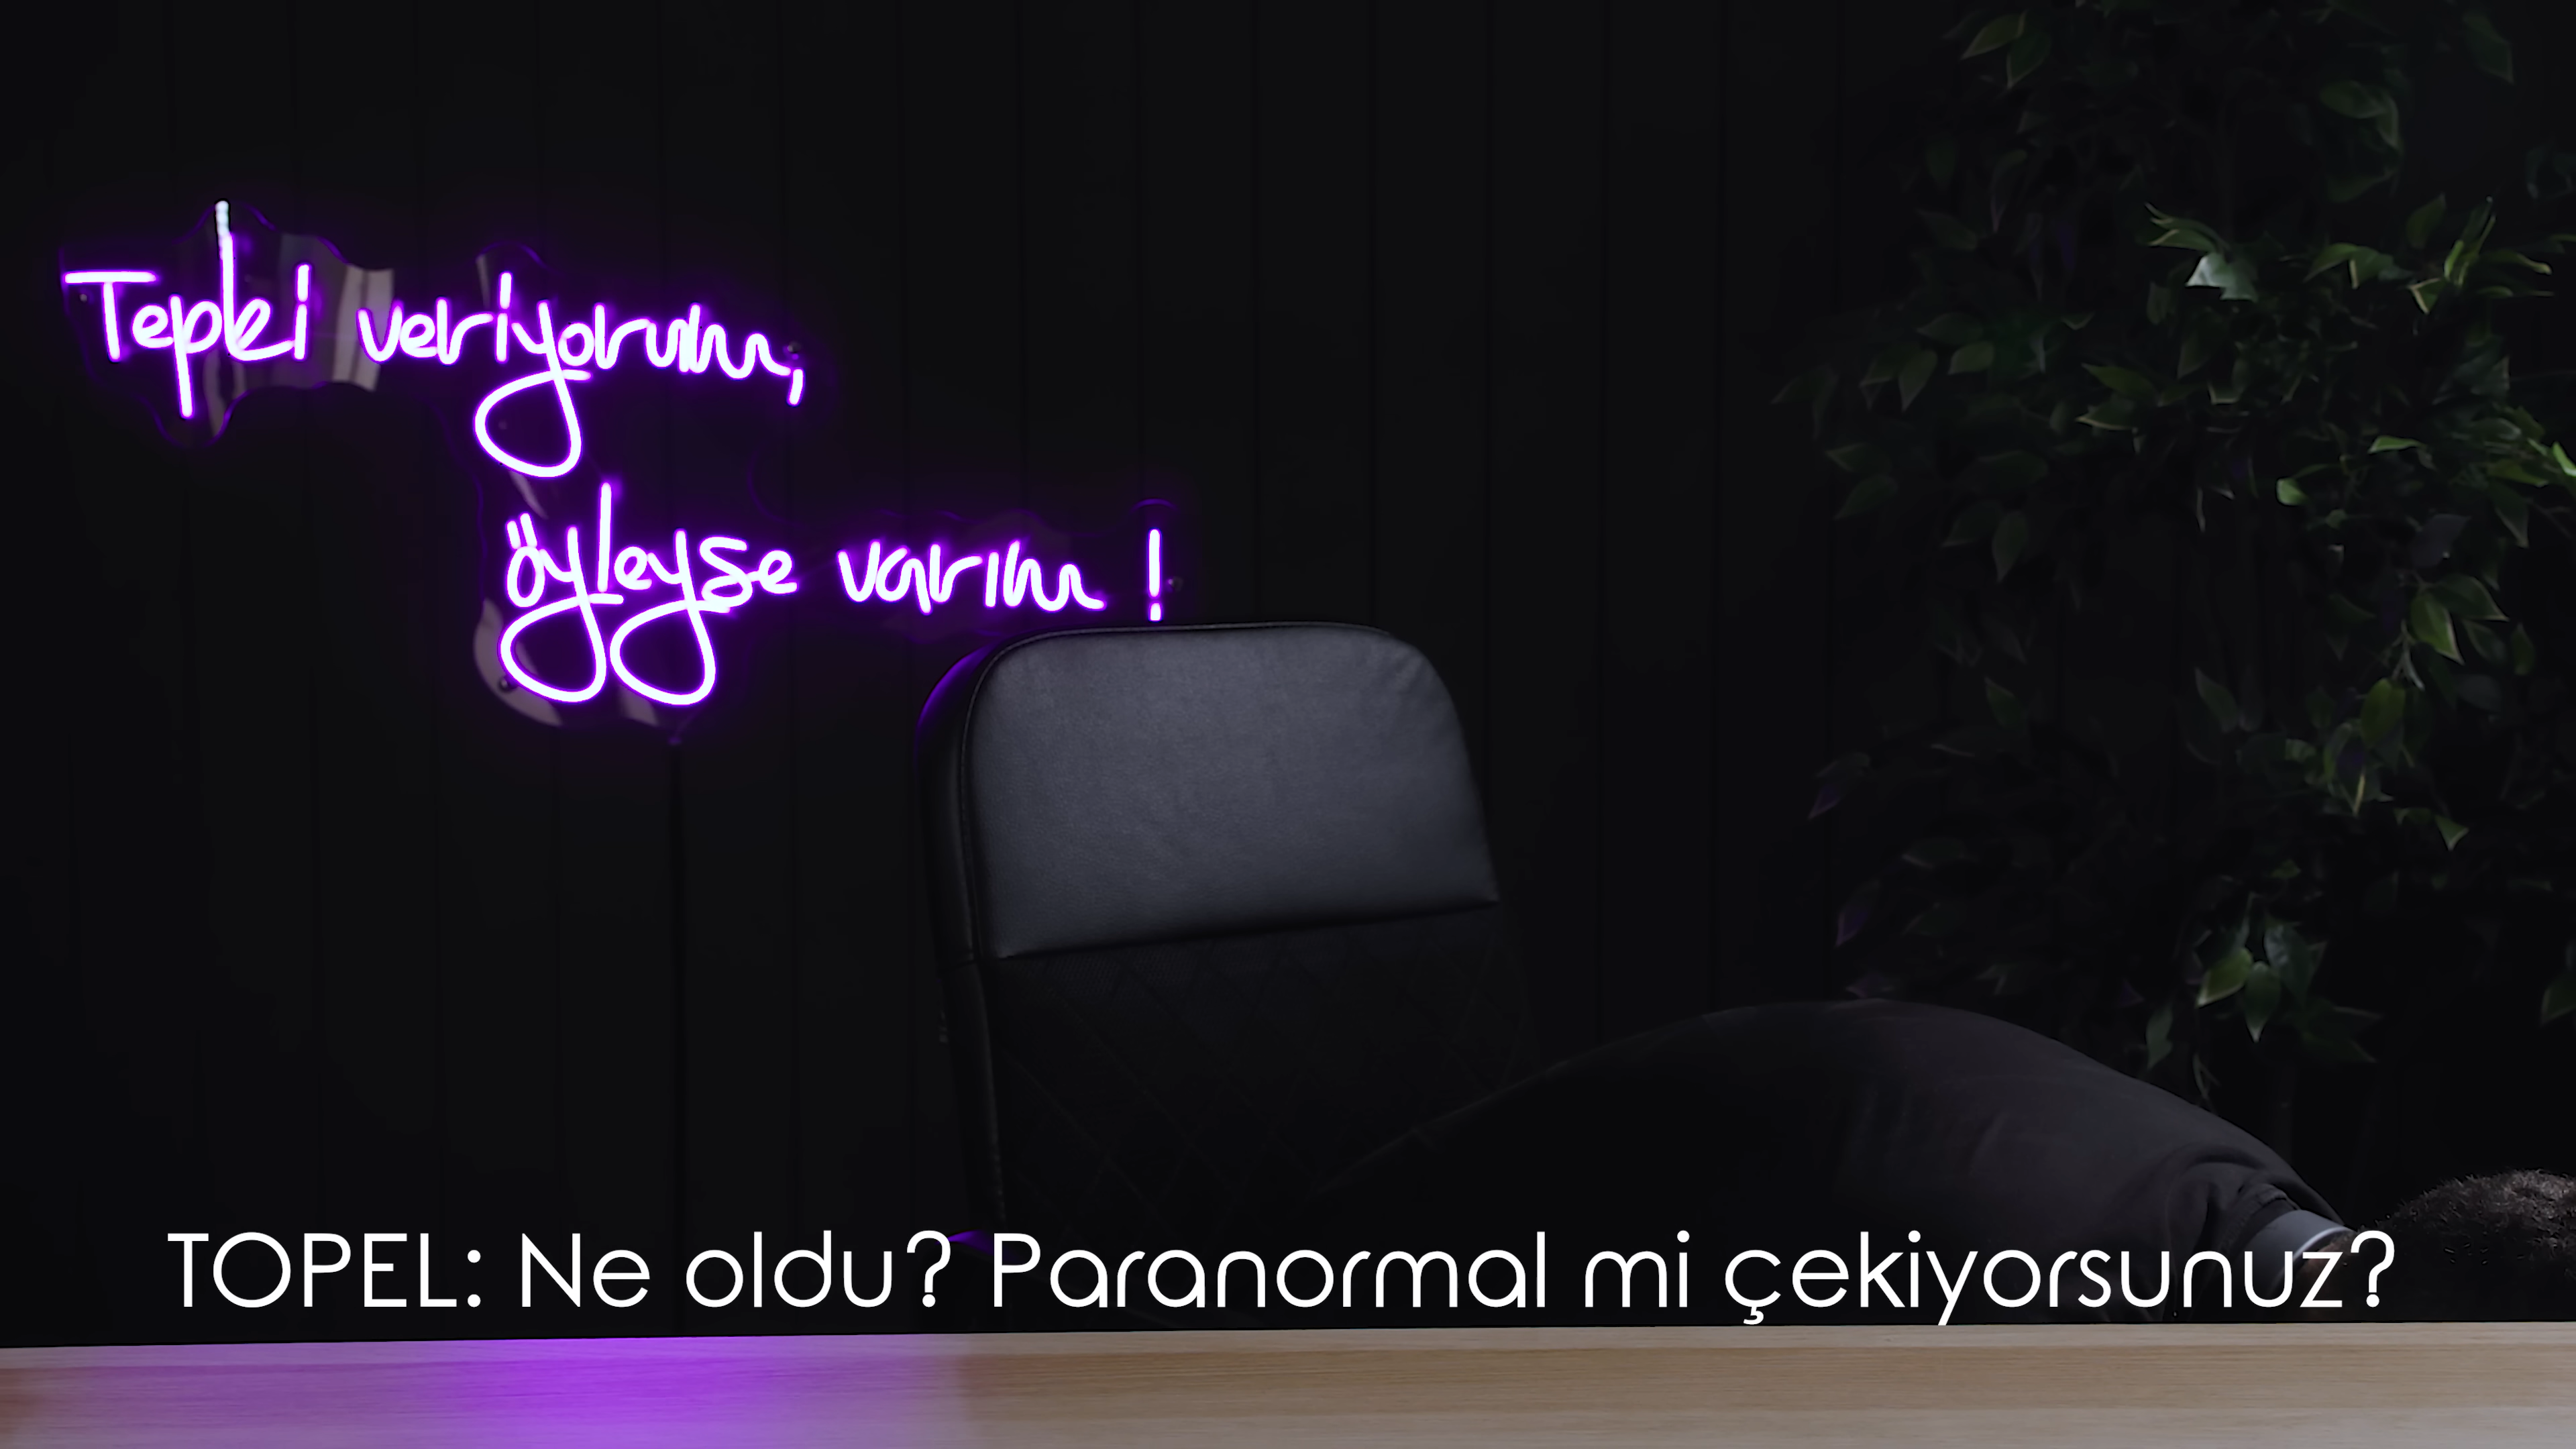 Tepki veriyorum,
öyleyse varım !
TOPEL: Ne oldu? Paranormal mi çekiyorsunuz?